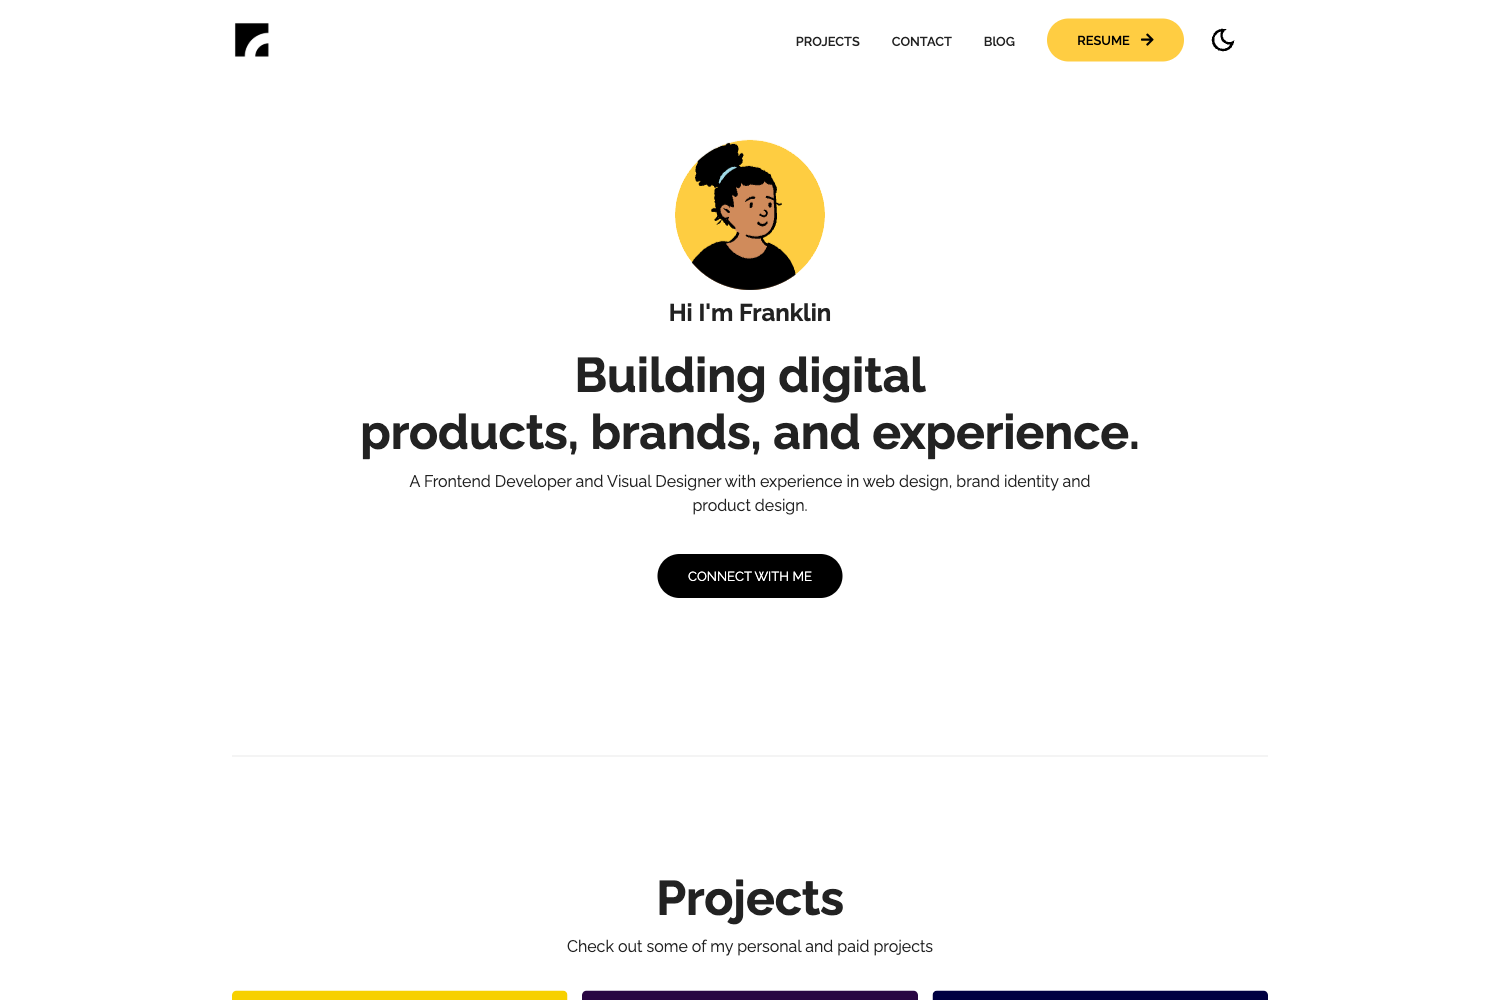 PROJECTS
CONTACT
BlOG
RESUME
Hi I'm Franklin
Building digital
products, brands, and experience.
A Frontend Developer and Visual Designer with experience in web design, brand identity and
product design.
CONNECT WITH ME
Projects
Check out some of my personal and paid projects